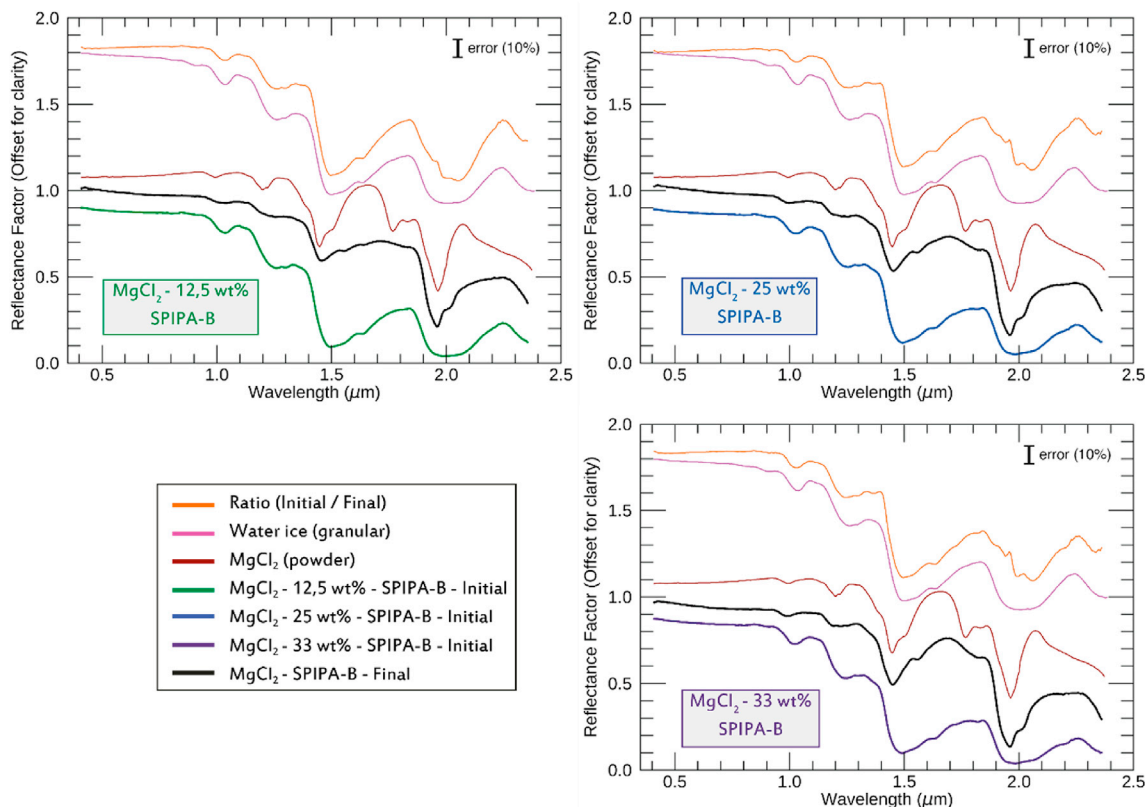 2.0
1.5
1.0
0.5
0.0
Reflectance Factor (Offset for clarity)
error (10%)
MgCl₂ - 12,5 wt%
SPIPA-B
0.5 1.0 1.5 2.0 2.5
Wavelength (µm)
2.0
1.5
1.0
0.5
0.0
Reflectance Factor (Offset for clarity)
error (10%)
MgCl₂ - 25 wt%
SPIPA-B
0.5 1.0 1.5 2.0 2.5
Wavelength (µm)
Ratio (Initial / Final)
Water ice (granular)
MgCl₂ (powder)
MgCl₂ - 12,5 wt% - SPIPA-B - Initial
MgCl₂ - 25 wt% - SPIPA-B - Initial
MgCl₂ - 33 wt% - SPIPA-B - Initial
MgCl₂ - SPIPA-B - Final
2.0
1.5
1.0
0.5
0.0
Reflectance Factor (Offset for clarity)
error (10%)
MgCl₂ - 33 wt%
SPIPA-B
0.5 1.0 1.5 2.0 2.5
Wavelength (µm)